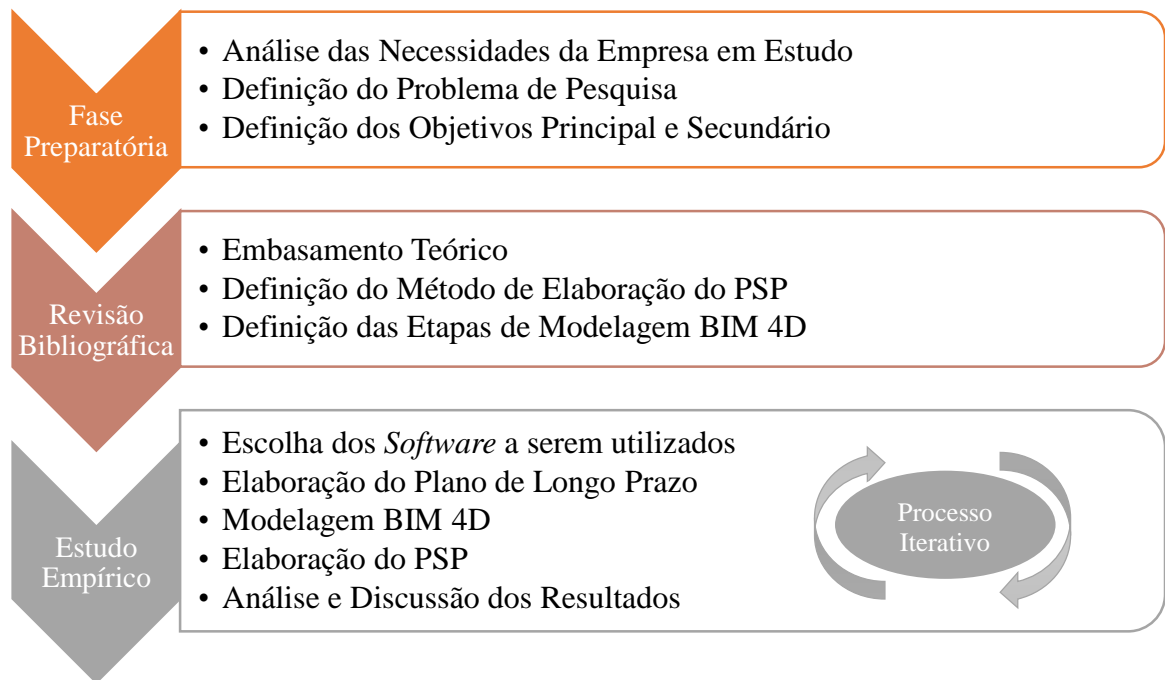 Fase
Preparatória
• Análise das Necessidades da Empresa em Estudo
• Definição do Problema de Pesquisa
• Definição dos Objetivos Principal e Secundário
Revisão
Bibliográfica
• Embasamento Teórico
• Definição do Método de Elaboração do PSP
• Definição das Etapas de Modelagem BIM 4D
Estudo
Empírico
• Escolha dos Software a serem utilizados
• Elaboração do Plano de Longo Prazo
• Modelagem BIM 4D
• Elaboração do PSP
• Análise e Discussão dos Resultados
Processo
Iterativo